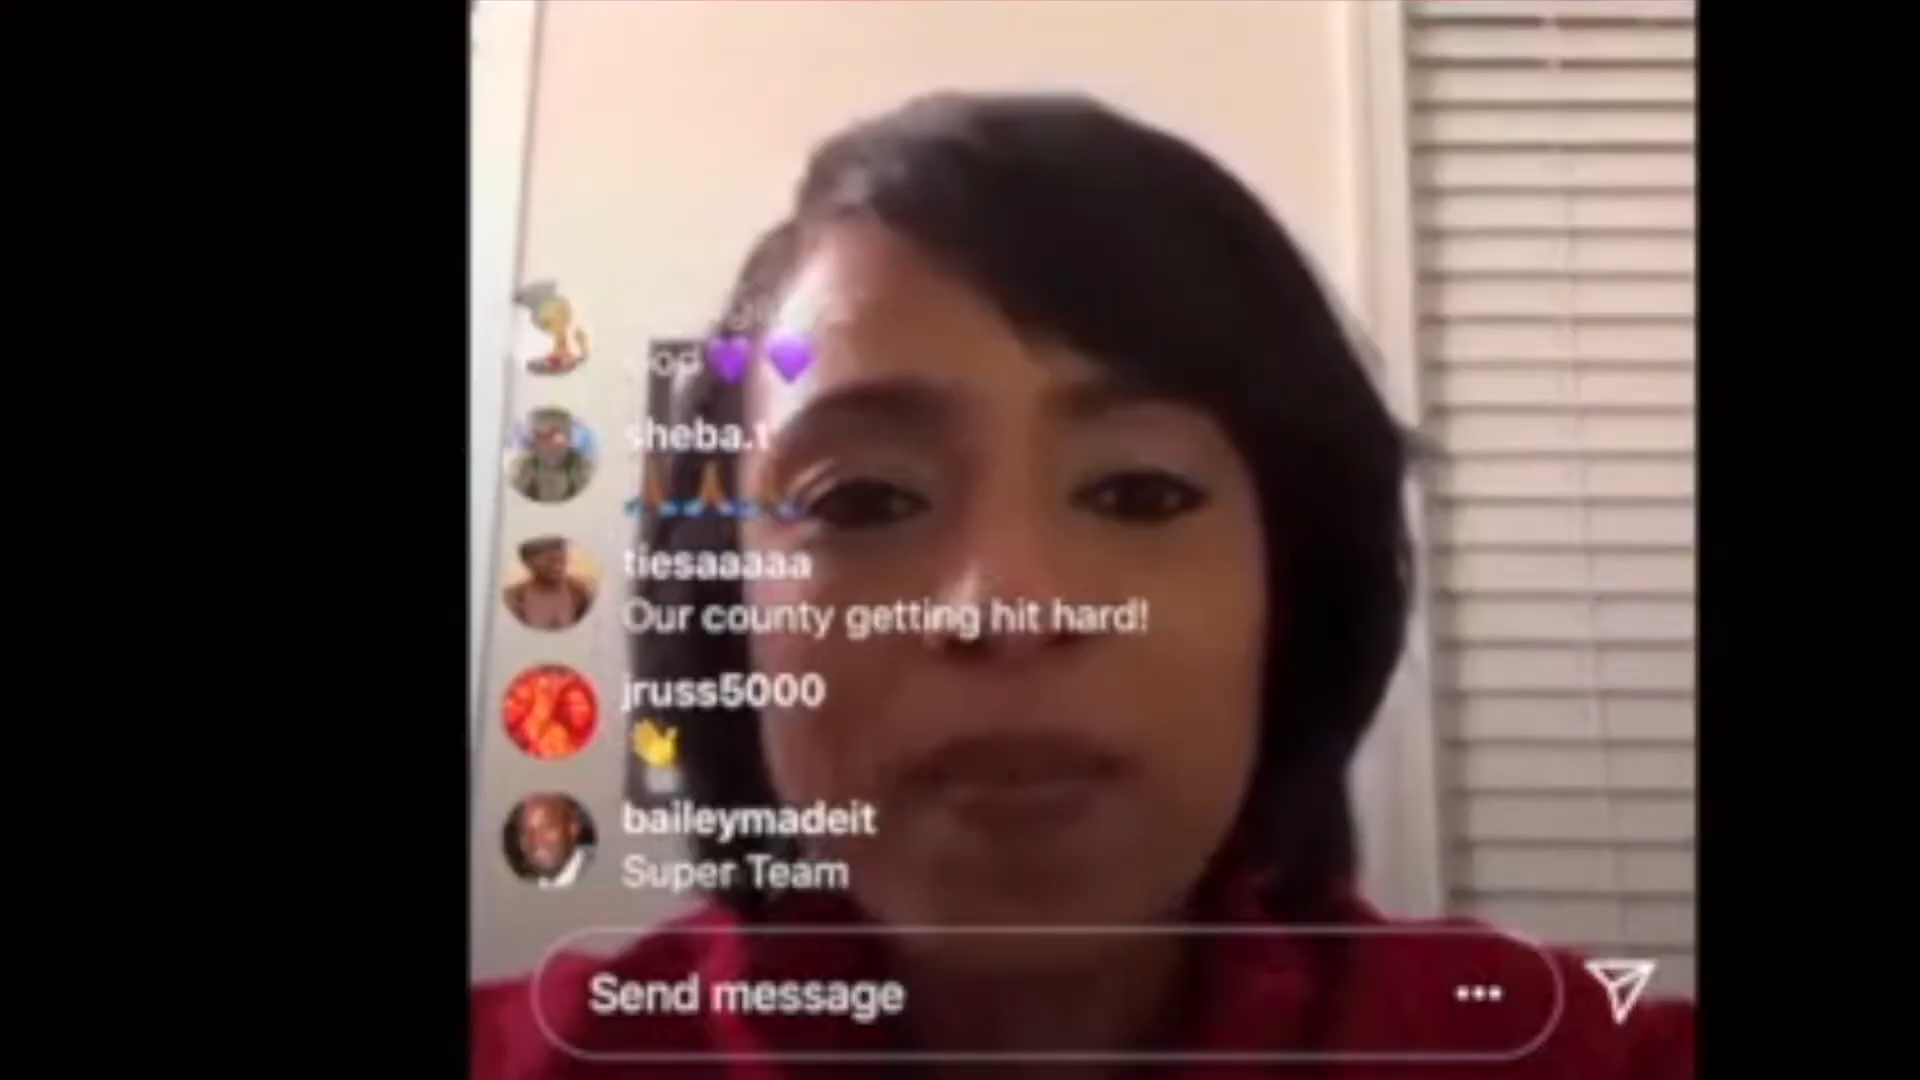 sheba.t
tiesaaaaa
Our county getting hit hard!
jruss5000
baileymadeit
Super Team
Send message